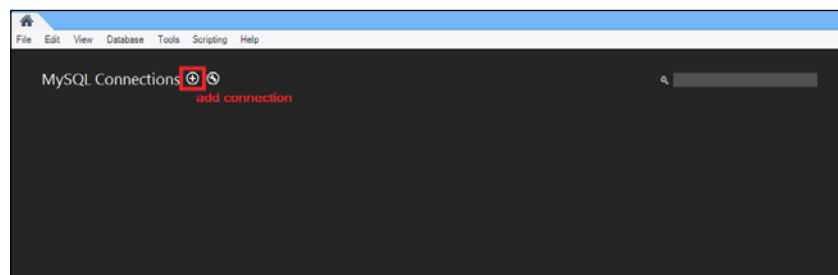 File Edit View Database Tools Scripting Help
MySQL Connections
add connection